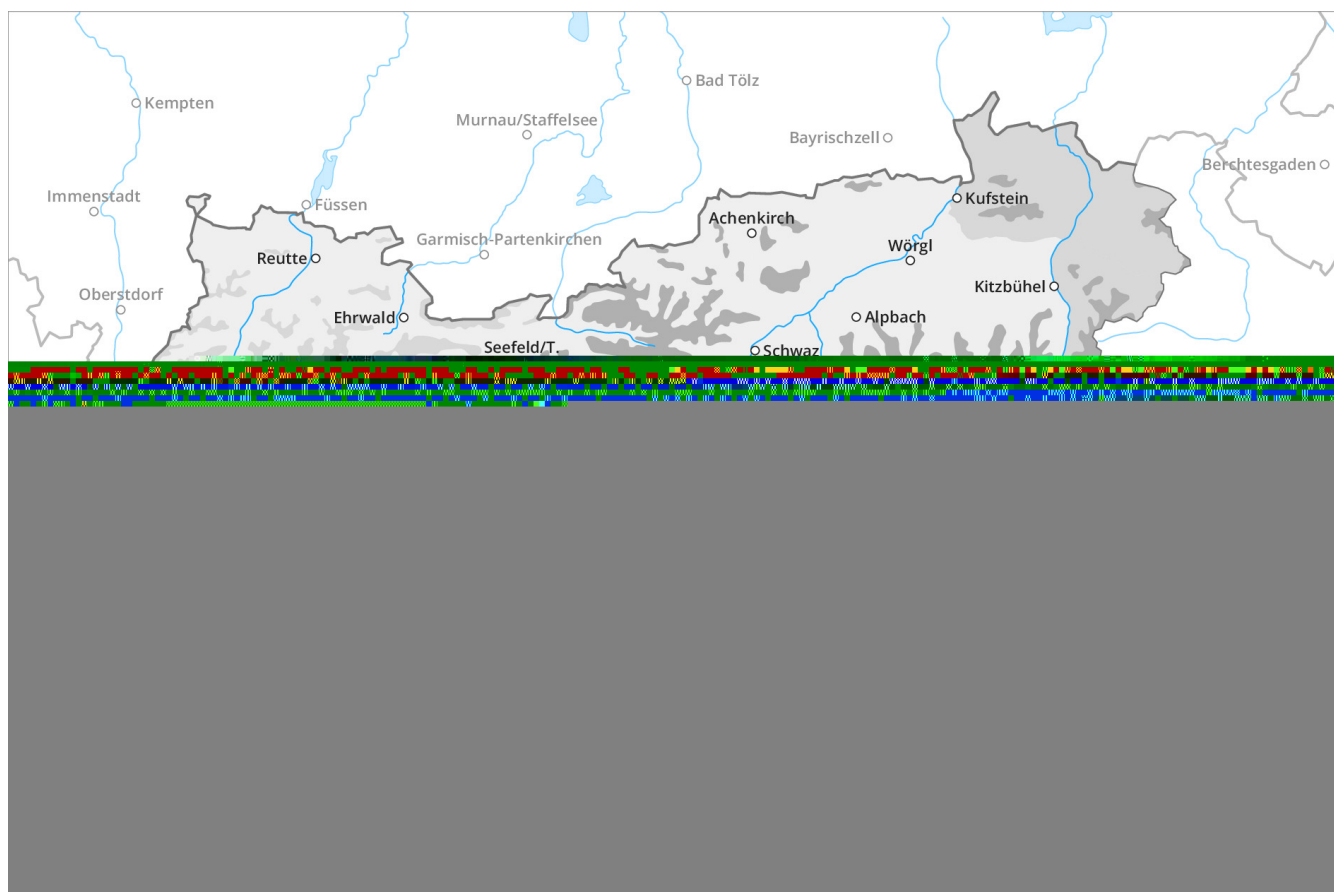 Bad Tölz
Kempten
Murnau/Staffelsee
Bayrischzell
Berchtesgaden
Immenstadt
Kufstein
Füssen
Achenkirch
Garmisch-Partenkirchen
Wörgl
Reutte
Kitzbühel
Oberstdorf
Ehrwald
Alpbach
Seefeld/T.
Schwaz